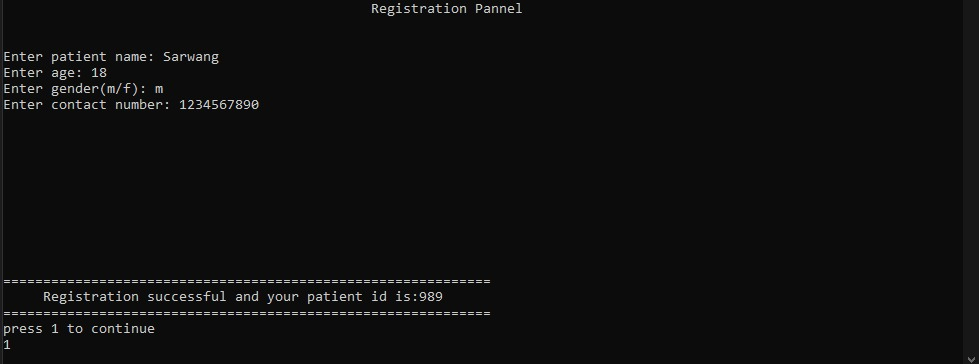 Registration Pannel
Enter patient name: Sarwang
Enter age: 18
Enter gender(m/f): m
Enter contact number: 1234567890
=============================================================
Registration successful and your patient id is:989
=============================================================
press 1 to continue
1